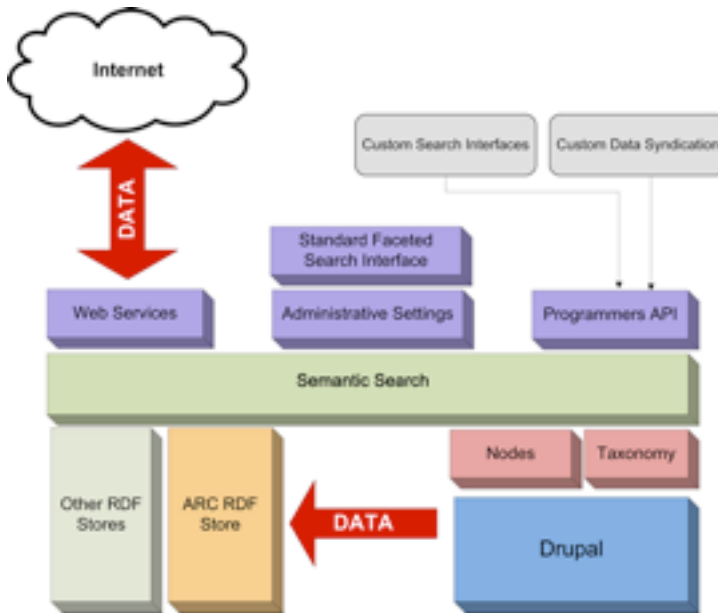 Internet
DATA
Custom Search Interfaces
Custom Data Syndication
Standard Faceted
Search Interface
Web Services
Administrative Settings
Programmers API
Semantic Search
Other RDF
Stores
ARC RDF
Store
DATA
Nodes
Taxonomy
Drupal